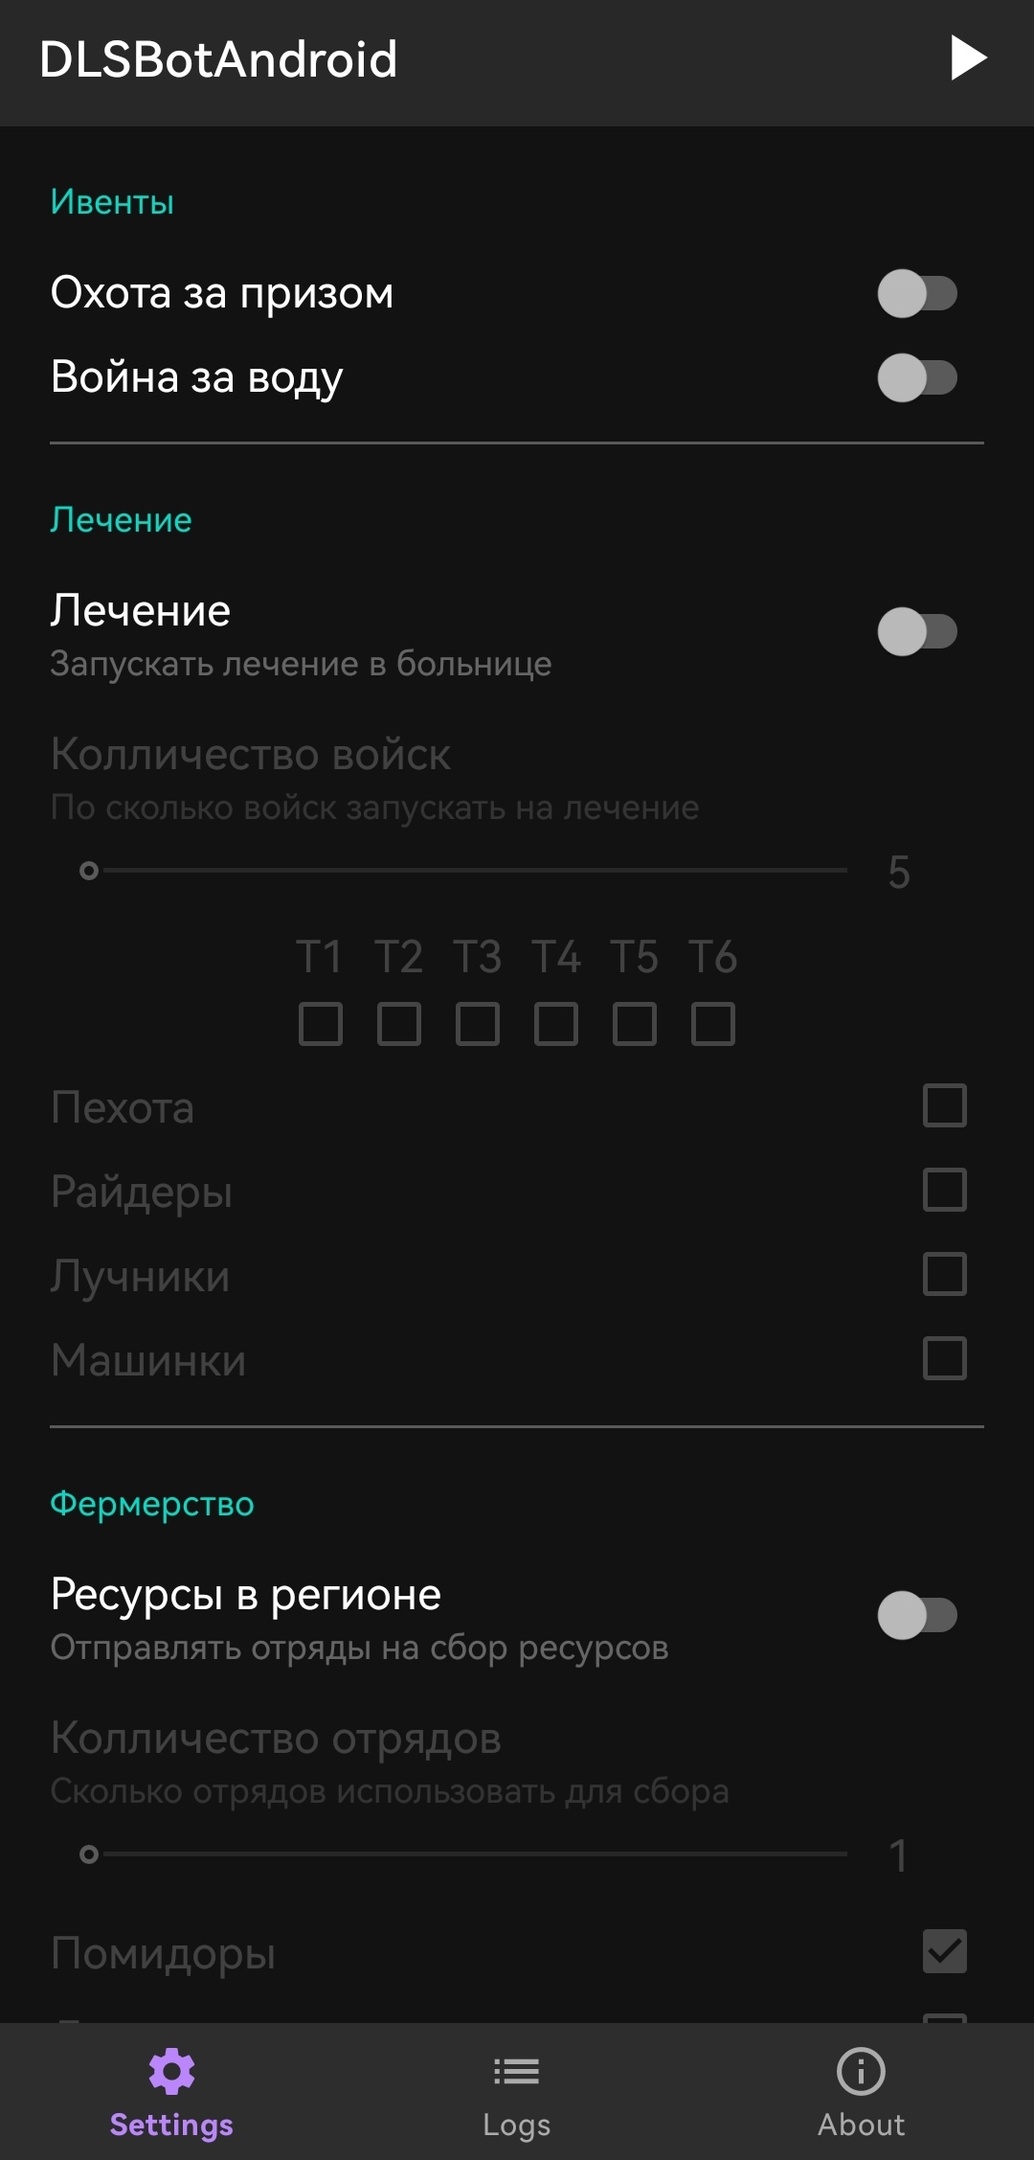 DLSBotAndroid
Ивенты
Охота за призом
Война за воду
Лечение
Лечение
Запускать лечение в больнице
Колличество войск
По сколько войск запускать на лечение
5
T1 T2 T3 T4 T5 T6
Пехота
Райдеры
Лучники
Машинки
Фермерство
Ресурсы в регионе
Отправлять отряды на сбор ресурсов
Колличество отрядов
Сколько отрядов использовать для сбора
1
Помидоры
Settings Logs About